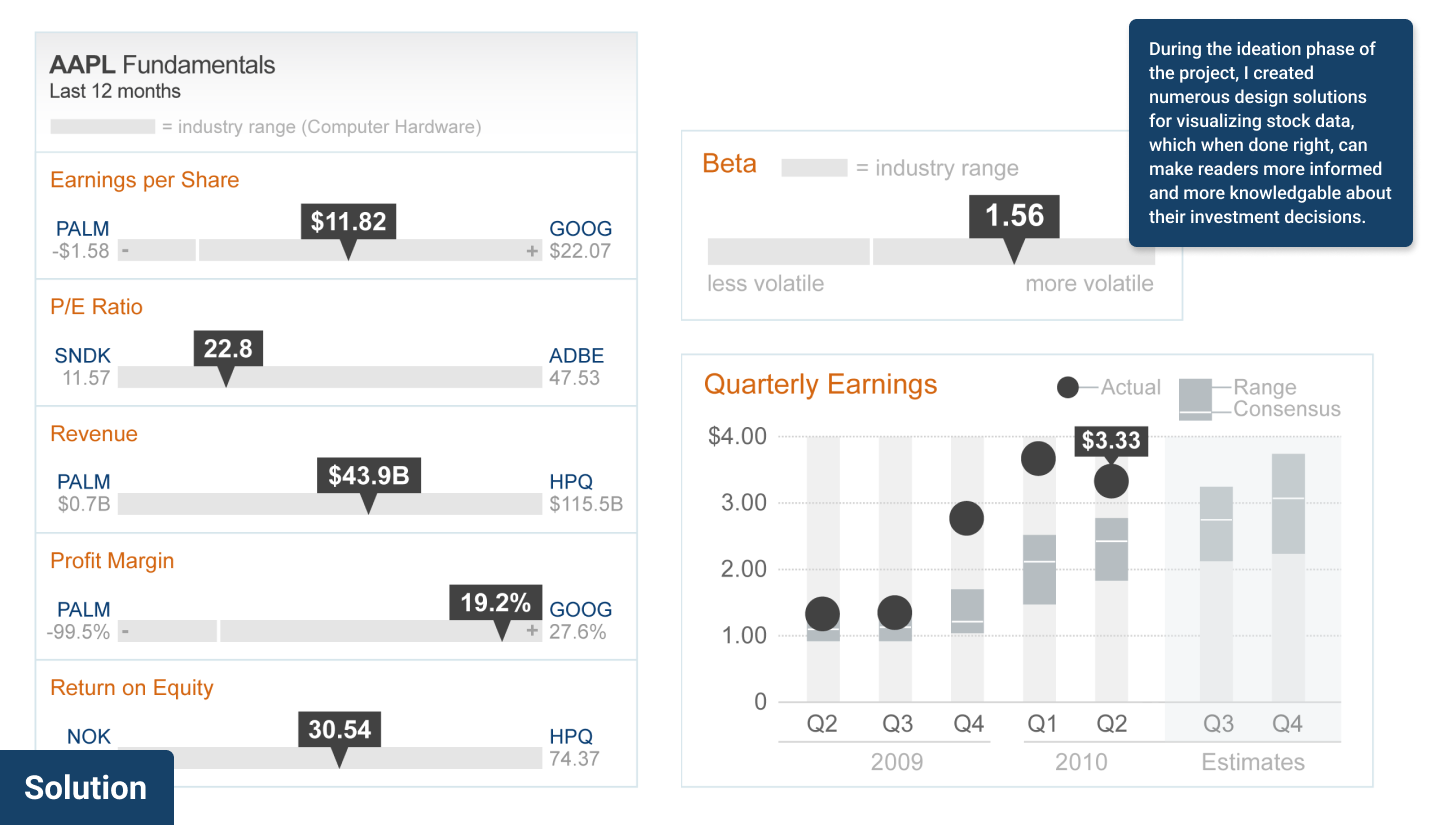 AAPL Fundamentals
Last 12 months
= industry range (Computer Hardware)
Earnings per Share
PALM
-$1.58
-
$11.82
+
GOOG
$22.07
P/E Ratio
SNDK
11.57
22.8
ADBE
47.53
Revenue
PALM
$0.7B
$43.9B
HPQ
$115.5B
Profit Margin
PALM
-99.5%
-
19.2%
+
GOOG
27.6%
Return on Equity
NOK
30.54
HPQ
74.37
Solution
During the ideation phase of
the project, I created
numerous design solutions
for visualizing stock data,
which when done right, can
make readers more informed
and more knowledgable about
their investment decisions.
Beta
= industry range
1.56
less volatile
more volatile
Quarterly Earnings
Actual
Range
Consensus
$4.00
$3.33
3.00
2.00
1.00
0
Q2 Q3 Q4 Q1 Q2 Q3 Q4
2009 2010 Estimates